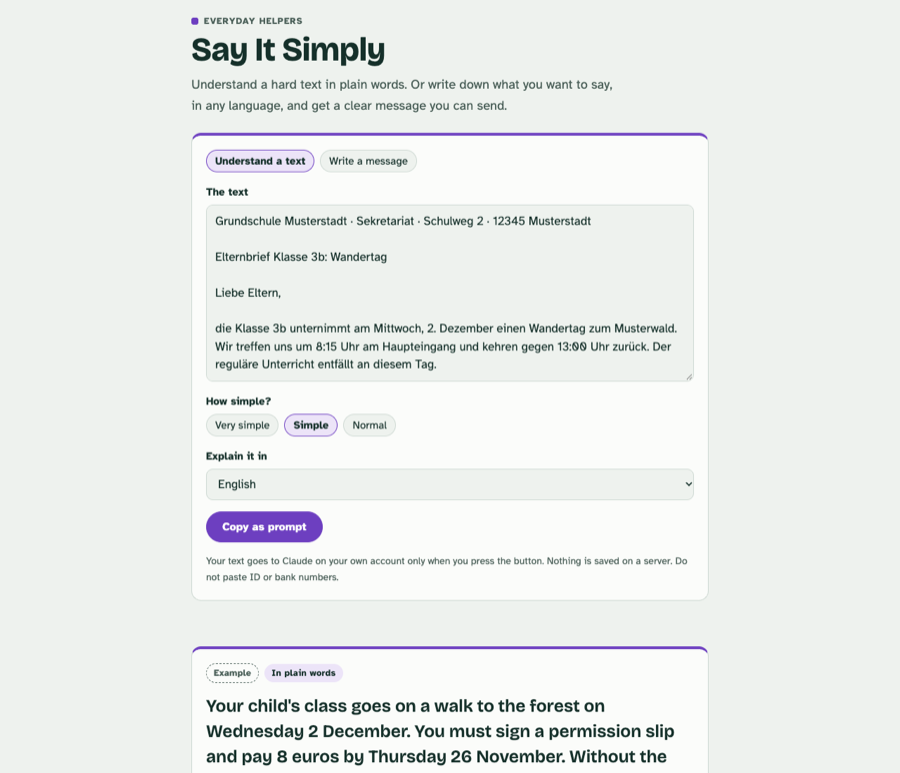 EVERYDAY HELPERS
Say It Simply
Understand a hard text in plain words. Or write down what you want to say,
in any language, and get a clear message you can send.
Understand a text
Write a message
The text
Grundschule Musterstadt · Sekretariat · Schulweg 2 · 12345 Musterstadt
Elternbrief Klasse 3b: Wandertag
Liebe Eltern,
die Klasse 3b unternimmt am Mittwoch, 2. Dezember einen Wandertag zum Musterwald.
Wir treffen uns um 8:15 Uhr am Haupteingang und kehren gegen 13:00 Uhr zurück. Der
reguläre Unterricht entfällt an diesem Tag.
How simple?
Very simple
Simple
Normal
Explain it in
English
Copy as prompt
Your text goes to Claude on your own account only when you press the button. Nothing is saved on a server. Do
not paste ID or bank numbers.
Example
In plain words
Your child's class goes on a walk to the forest on
Wednesday 2 December. You must sign a permission slip
and pay 8 euros by Thursday 26 November. Without the